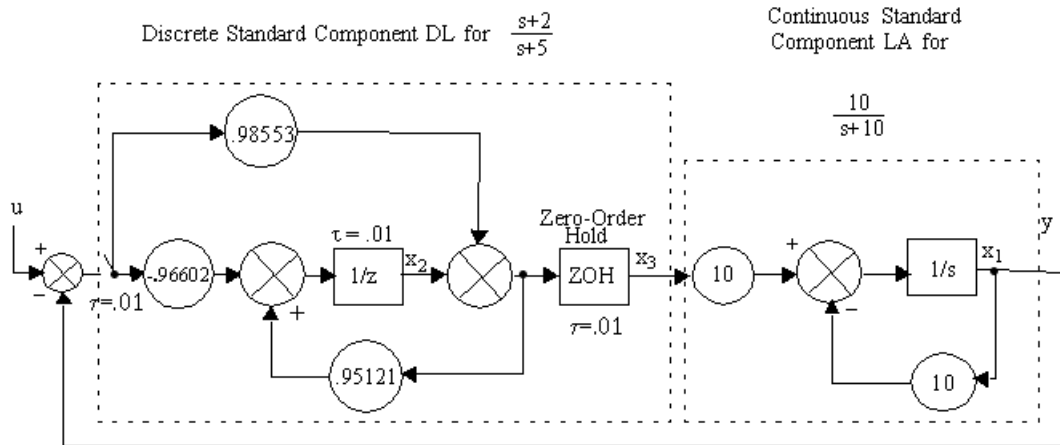 Discrete Standard Component DL for s+2
s+5
Continuous Standard
Component LA for
10
s+10
.98553
u
+
−
τ=.01
-.96602
+
τ = .01
1/z
x2
Zero-Order
Hold
ZOH
x3
τ=.01
.95121
10
+
−
1/s
x1
y
10